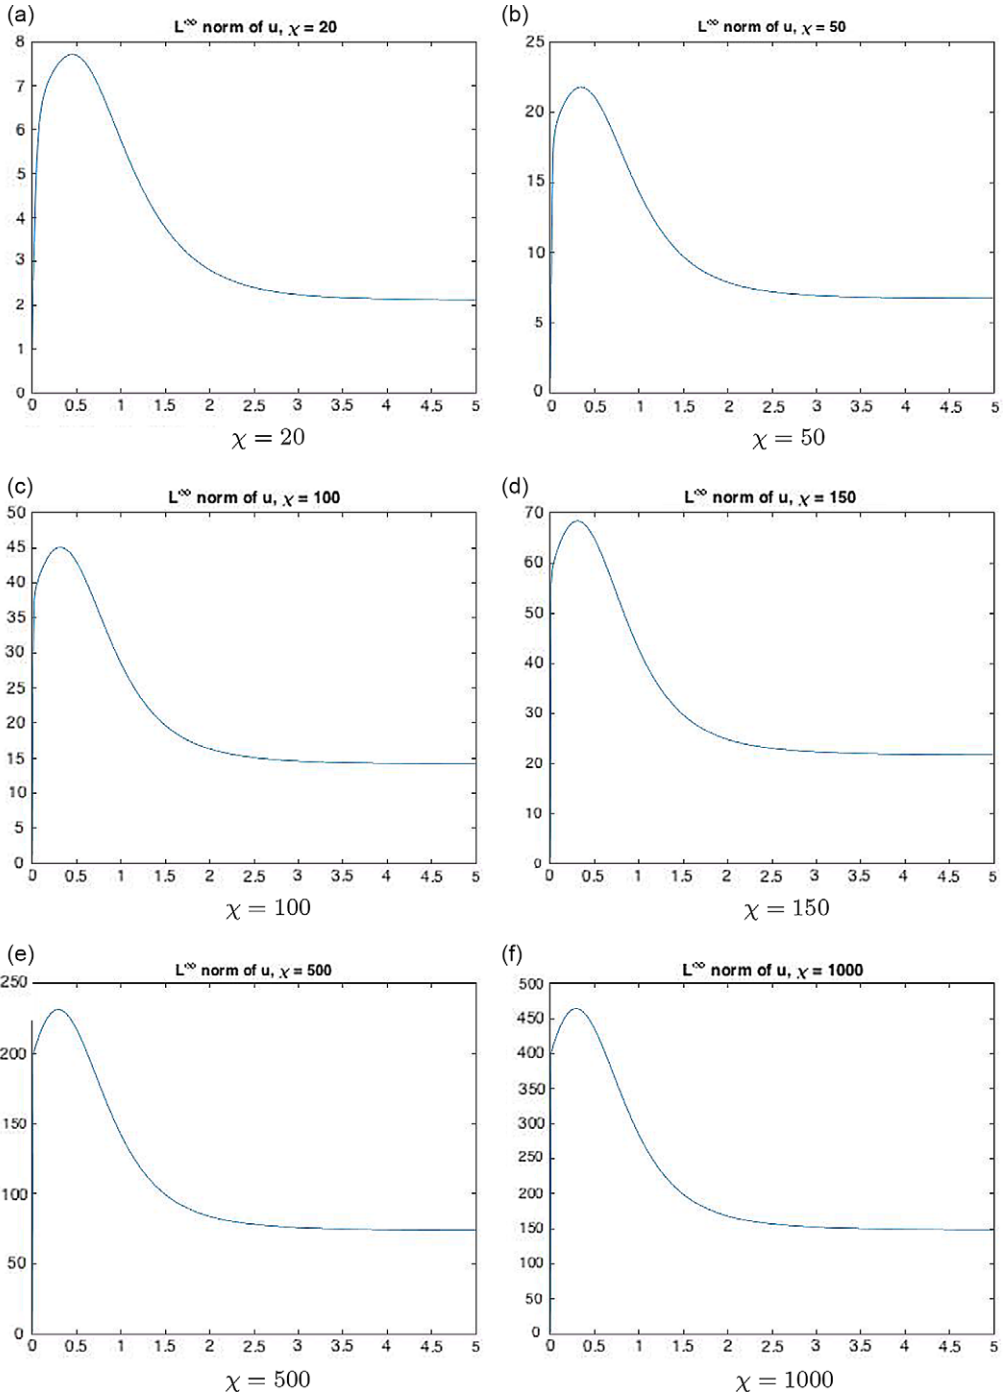 (a)
L∞ norm of u, χ = 20
8
7
6
5
4
3
2
1
0
0 0.5 1 1.5 2 2.5 3 3.5 4 4.5 5
χ = 20
(b)
L∞ norm of u, χ = 50
25
20
15
10
5
0
0 0.5 1 1.5 2 2.5 3 3.5 4 4.5 5
χ = 50
(c)
L∞ norm of u, χ = 100
50
45
40
35
30
25
20
15
10
5
0
0 0.5 1 1.5 2 2.5 3 3.5 4 4.5 5
χ = 100
(d)
L∞ norm of u, χ = 150
70
60
50
40
30
20
10
0
0 0.5 1 1.5 2 2.5 3 3.5 4 4.5 5
χ = 150
(e)
L∞ norm of u, χ = 500
250
200
150
100
50
0
0 0.5 1 1.5 2 2.5 3 3.5 4 4.5 5
χ = 500
(f)
L∞ norm of u, χ = 1000
500
450
400
350
300
250
200
150
100
50
0
0 0.5 1 1.5 2 2.5 3 3.5 4 4.5 5
χ = 1000